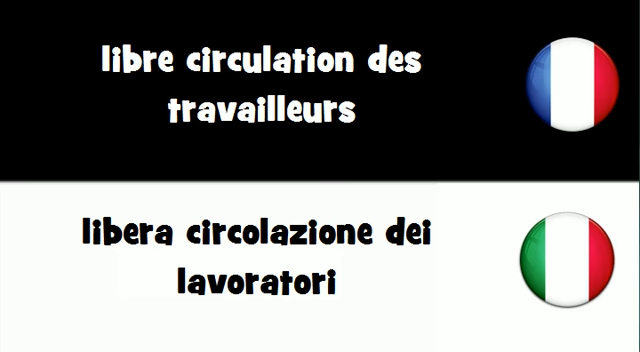 libre circulation des
travailleurs
libera circolazione dei
lavoratori